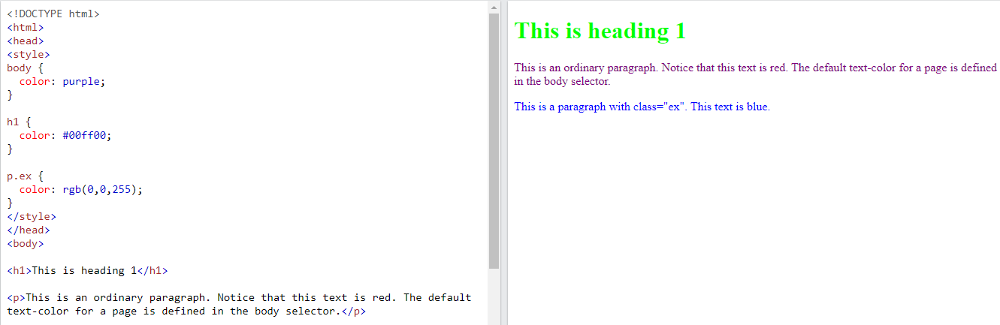 <!DOCTYPE html>
<html>
<head>
<style>
body {
  color: purple;
}

h1 {
  color: #00ff00;
}

p.ex {
  color: rgb(0,0,255);
}
</style>
</head>
<body>

<h1>This is heading 1</h1>

<p>This is an ordinary paragraph. Notice that this text is red. The default
text-color for a page is defined in the body selector.</p>

This is heading 1
This is an ordinary paragraph. Notice that this text is red. The default text-color for a page is defined
in the body selector.
This is a paragraph with class="ex". This text is blue.